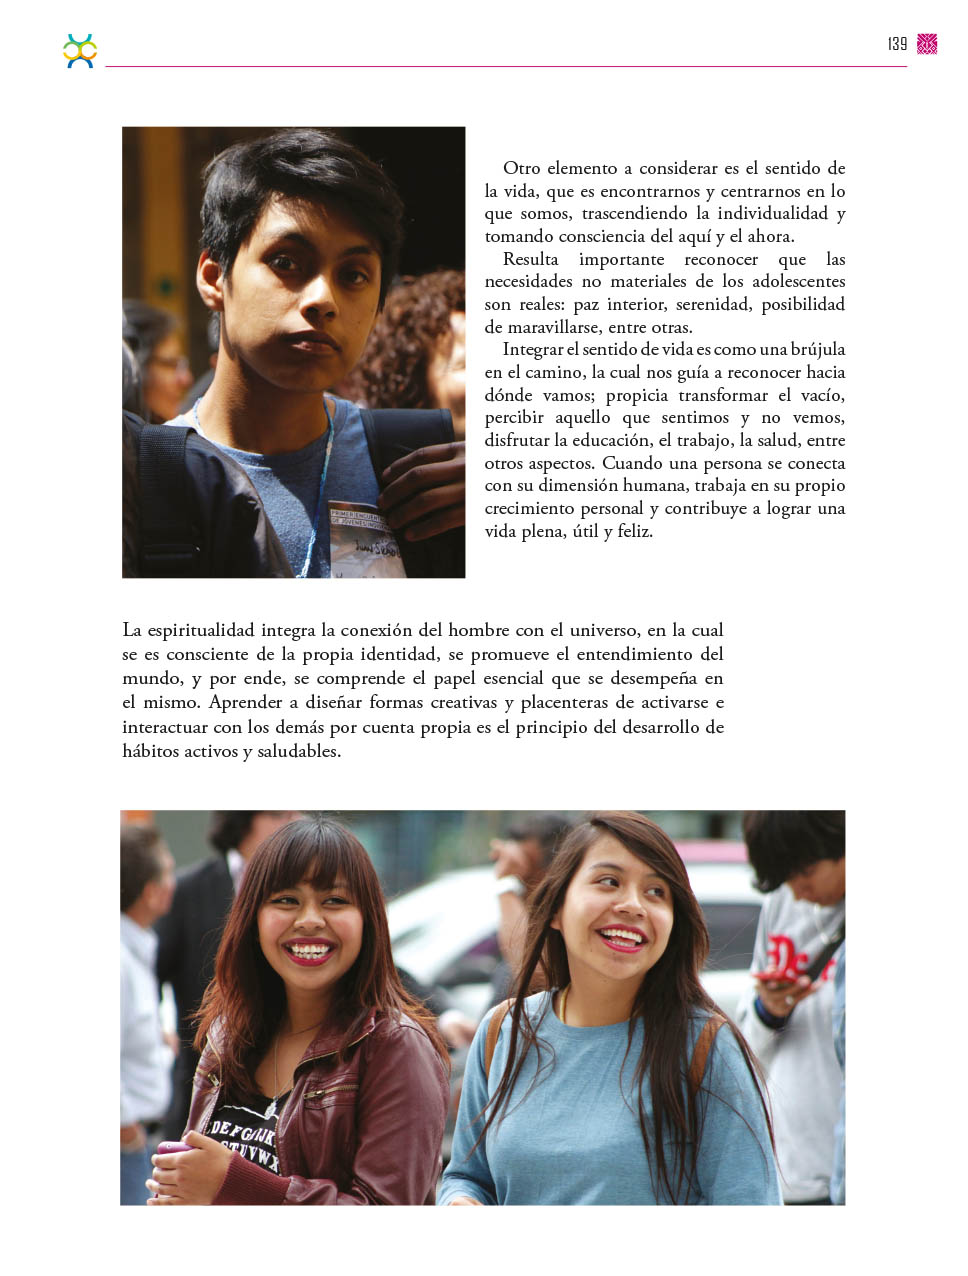 139
Otro elemento a considerar es el sentido de
la vida, que es encontrarnos y centrarnos en lo
que somos, trascendiendo la individualidad y
tomando consciencia del aquí y el ahora.
Resulta importante reconocer que las
necesidades no materiales de los adolescentes
son reales: paz interior, serenidad, posibilidad
de maravillarse, entre otras.
Integrar el sentido de vida es como una brújula
en el camino, la cual nos guía a reconocer hacia
dónde vamos; propicia transformar el vacío,
percibir aquello que sentimos y no vemos,
disfrutar la educación, el trabajo, la salud, entre
otros aspectos. Cuando una persona se conecta
con su dimensión humana, trabaja en su propio
crecimiento personal y contribuye a lograr una
vida plena, útil y feliz.
PRIMER ENCUEN
DE JÓVENES
Juan
La espiritualidad integra la conexión del hombre con el universo, en la cual
se es consciente de la propia identidad, se promueve el entendimiento del
mundo, y por ende, se comprende el papel esencial que se desempeña en
el mismo. Aprender a diseñar formas creativas y placenteras de activarse e
interactuar con los demás por cuenta propia es el principio del desarrollo de
hábitos activos y saludables.
DEFGHIJK
STUVWX